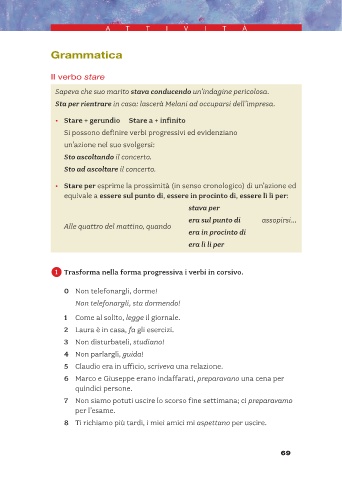 ATTIVITÀ
Grammatica
Il verbo stare
Sapeva che suo marito stava conducendo un'indagine pericolosa.
Sta per rientrare in casa: lascerà Melani ad occuparsi dell'impresa.
• Stare + gerundio Stare a + infinito
Si possono definire verbi progressivi ed evidenziano
un'azione nel suo svolgersi:
Sto ascoltando il concerto.
Sto ad ascoltare il concerto.
• Stare per esprime la prossimità (in senso cronologico) di un'azione ed
equivale a essere sul punto di, essere in procinto di, essere lì lì per:
stava per
era sul punto di assopirsi...
Alle quattro del mattino, quando
era in procinto di
era lì lì per
1 Trasforma nella forma progressiva i verbi in corsivo.
0 Non telefonargli, dorme!
Non telefonargli, sta dormendo!
1 Come al solito, legge il giornale.
2 Laura è in casa, fa gli esercizi.
3 Non disturbateli, studiano!
4 Non parlargli, guida!
5 Claudio era in ufficio, scriveva una relazione.
6 Marco e Giuseppe erano indaffarati, preparavano una cena per
quindici persone.
7 Non siamo potuti uscire lo scorso fine settimana; ci preparavamo
per l'esame.
8 Ti richiamo più tardi, i miei amici mi aspettano per uscire.
69